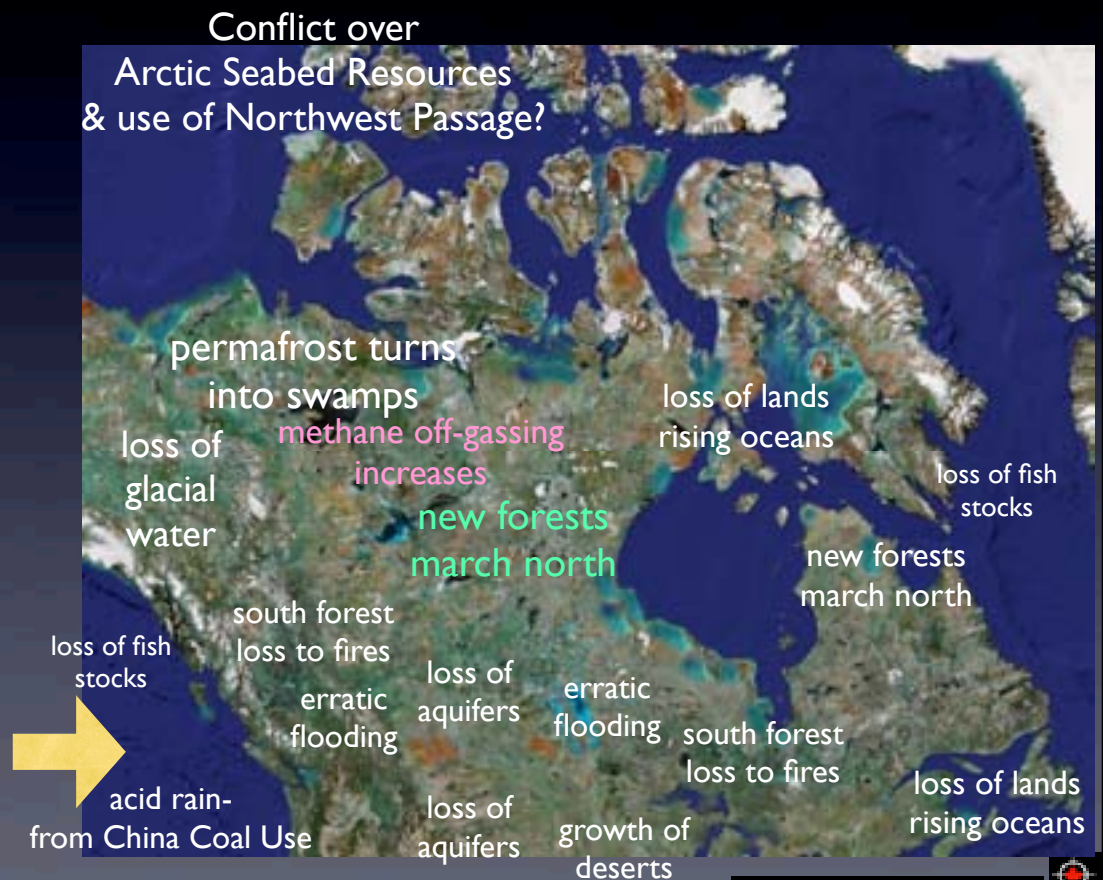 Conflict over
Arctic Seabed Resources
& use of Northwest Passage?
permafrost turns
into swamps
methane off-gassing
increases
loss of
glacial
water
new forests
march north
loss of lands
rising oceans
loss of fish
stocks
new forests
march north
south forest
loss to fires
loss of fish
stocks
erratic
flooding
loss of
aquifers
erratic
flooding
south forest
loss to fires
acid rain-
from China Coal Use
loss of
aquifers
growth of
deserts
loss of lands
rising oceans